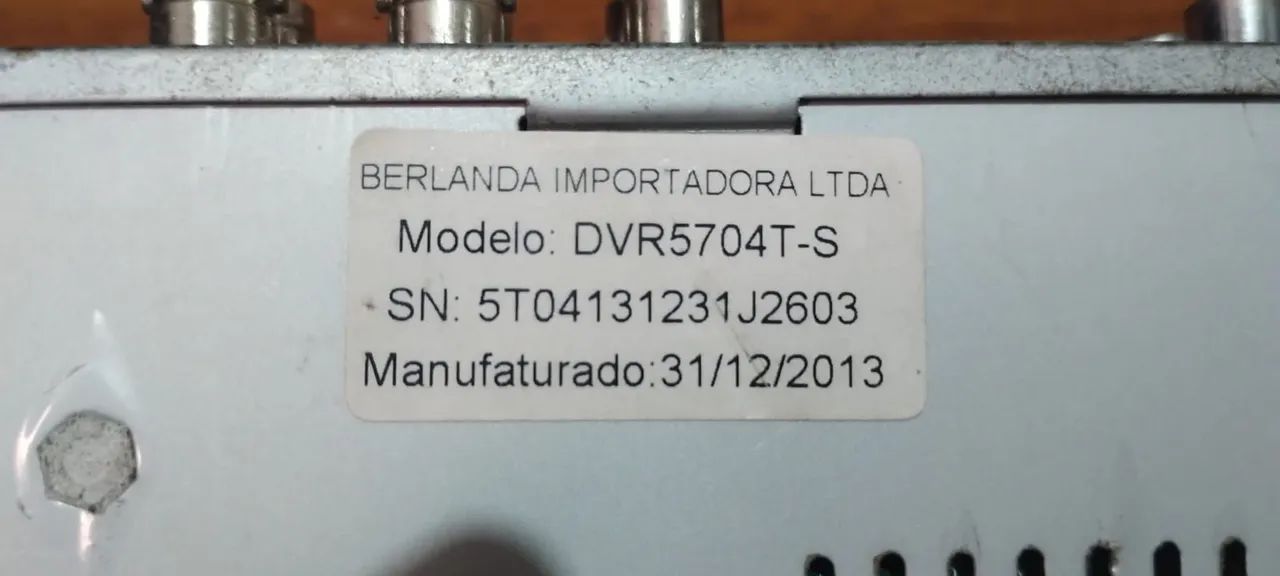 BERLANDA IMPORTADORA LTDA
Modelo: DVR5704T-S
SN: 5T04131231J2603
Manufaturado:31/12/2013